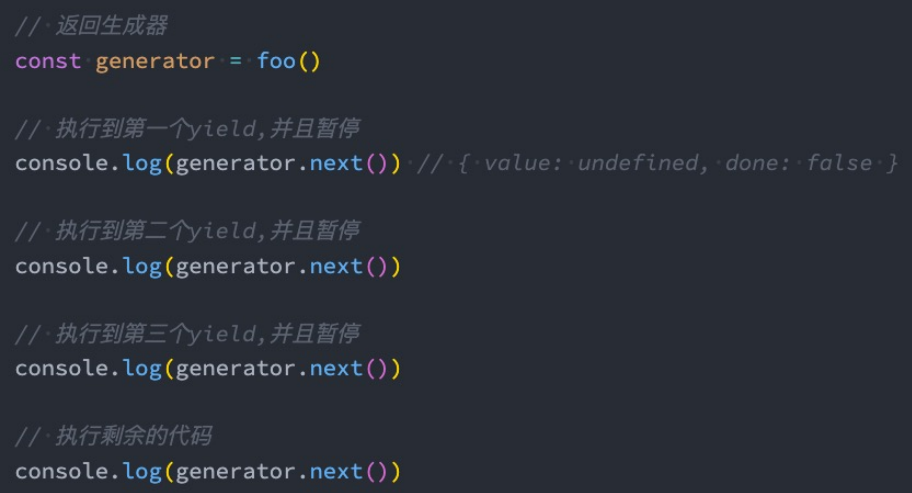 // 返回生成器
const generator = foo()
// 执行到第一个yield,并且暂停
console.log(generator.next()) // { value: undefined, done: false }
// 执行到第二个yield,并且暂停
console.log(generator.next())
// 执行到第三个yield,并且暂停
console.log(generator.next())
// 执行剩余的代码
console.log(generator.next())